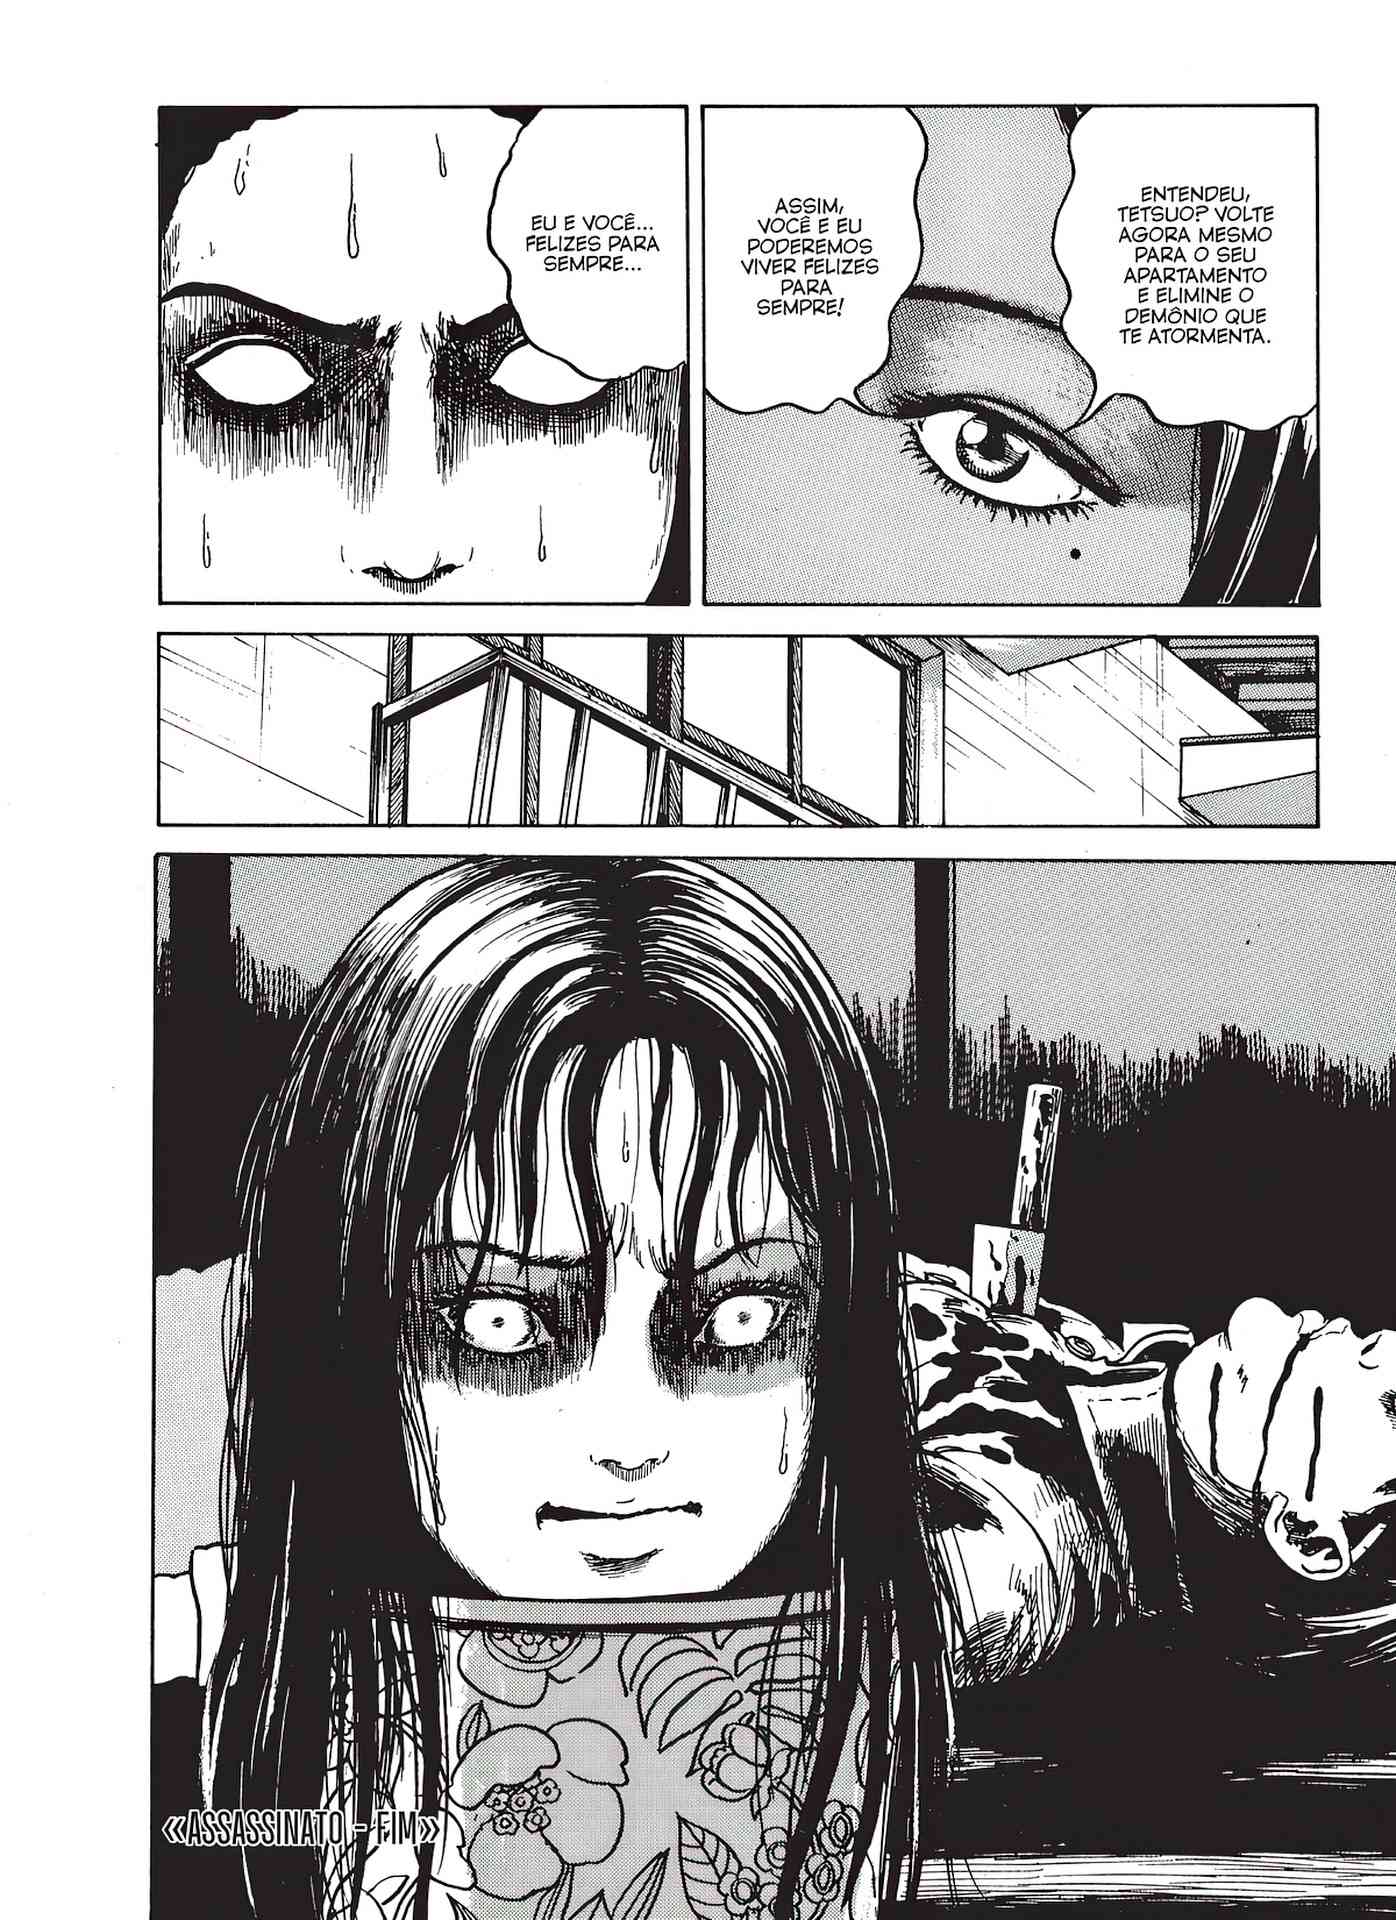 ENTENDEU,
TETSUO? VOLTE
AGORA MESMO
PARA O SEU
APARTAMENTO
E ELIMINE O
DEMÔNIO QUE
TE ATORMENTA.
ASSIM,
VOCÊ E EU
PODEREMOS
VIVER FELIZES
PARA
SEMPRE!
EU E VOCÊ...
FELIZES PARA
SEMPRE...
«ASSASSINATO - FIM»